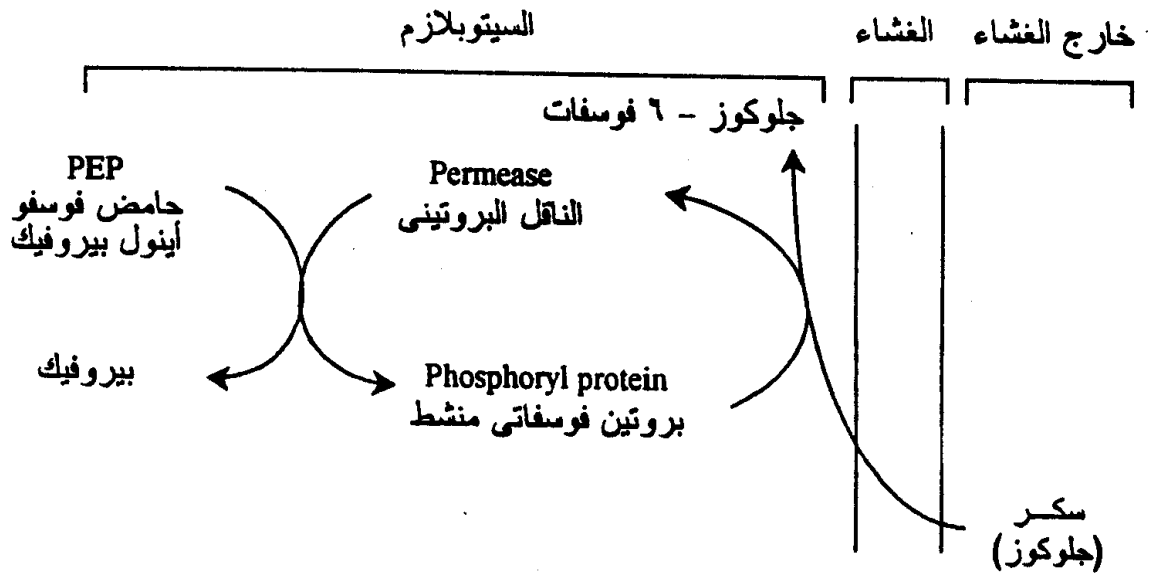 خارج الغشاء
الغشاء
السيتوبلازم
جلوكوز - ٦ فوسفات
Permease
الناقل البروتينى
PEP
حامض فوسفو
أينول بيروفيك
Phosphoryl protein
بروتين فوسفاتى منشط
بيروفيك
سكر
(جلوكوز)